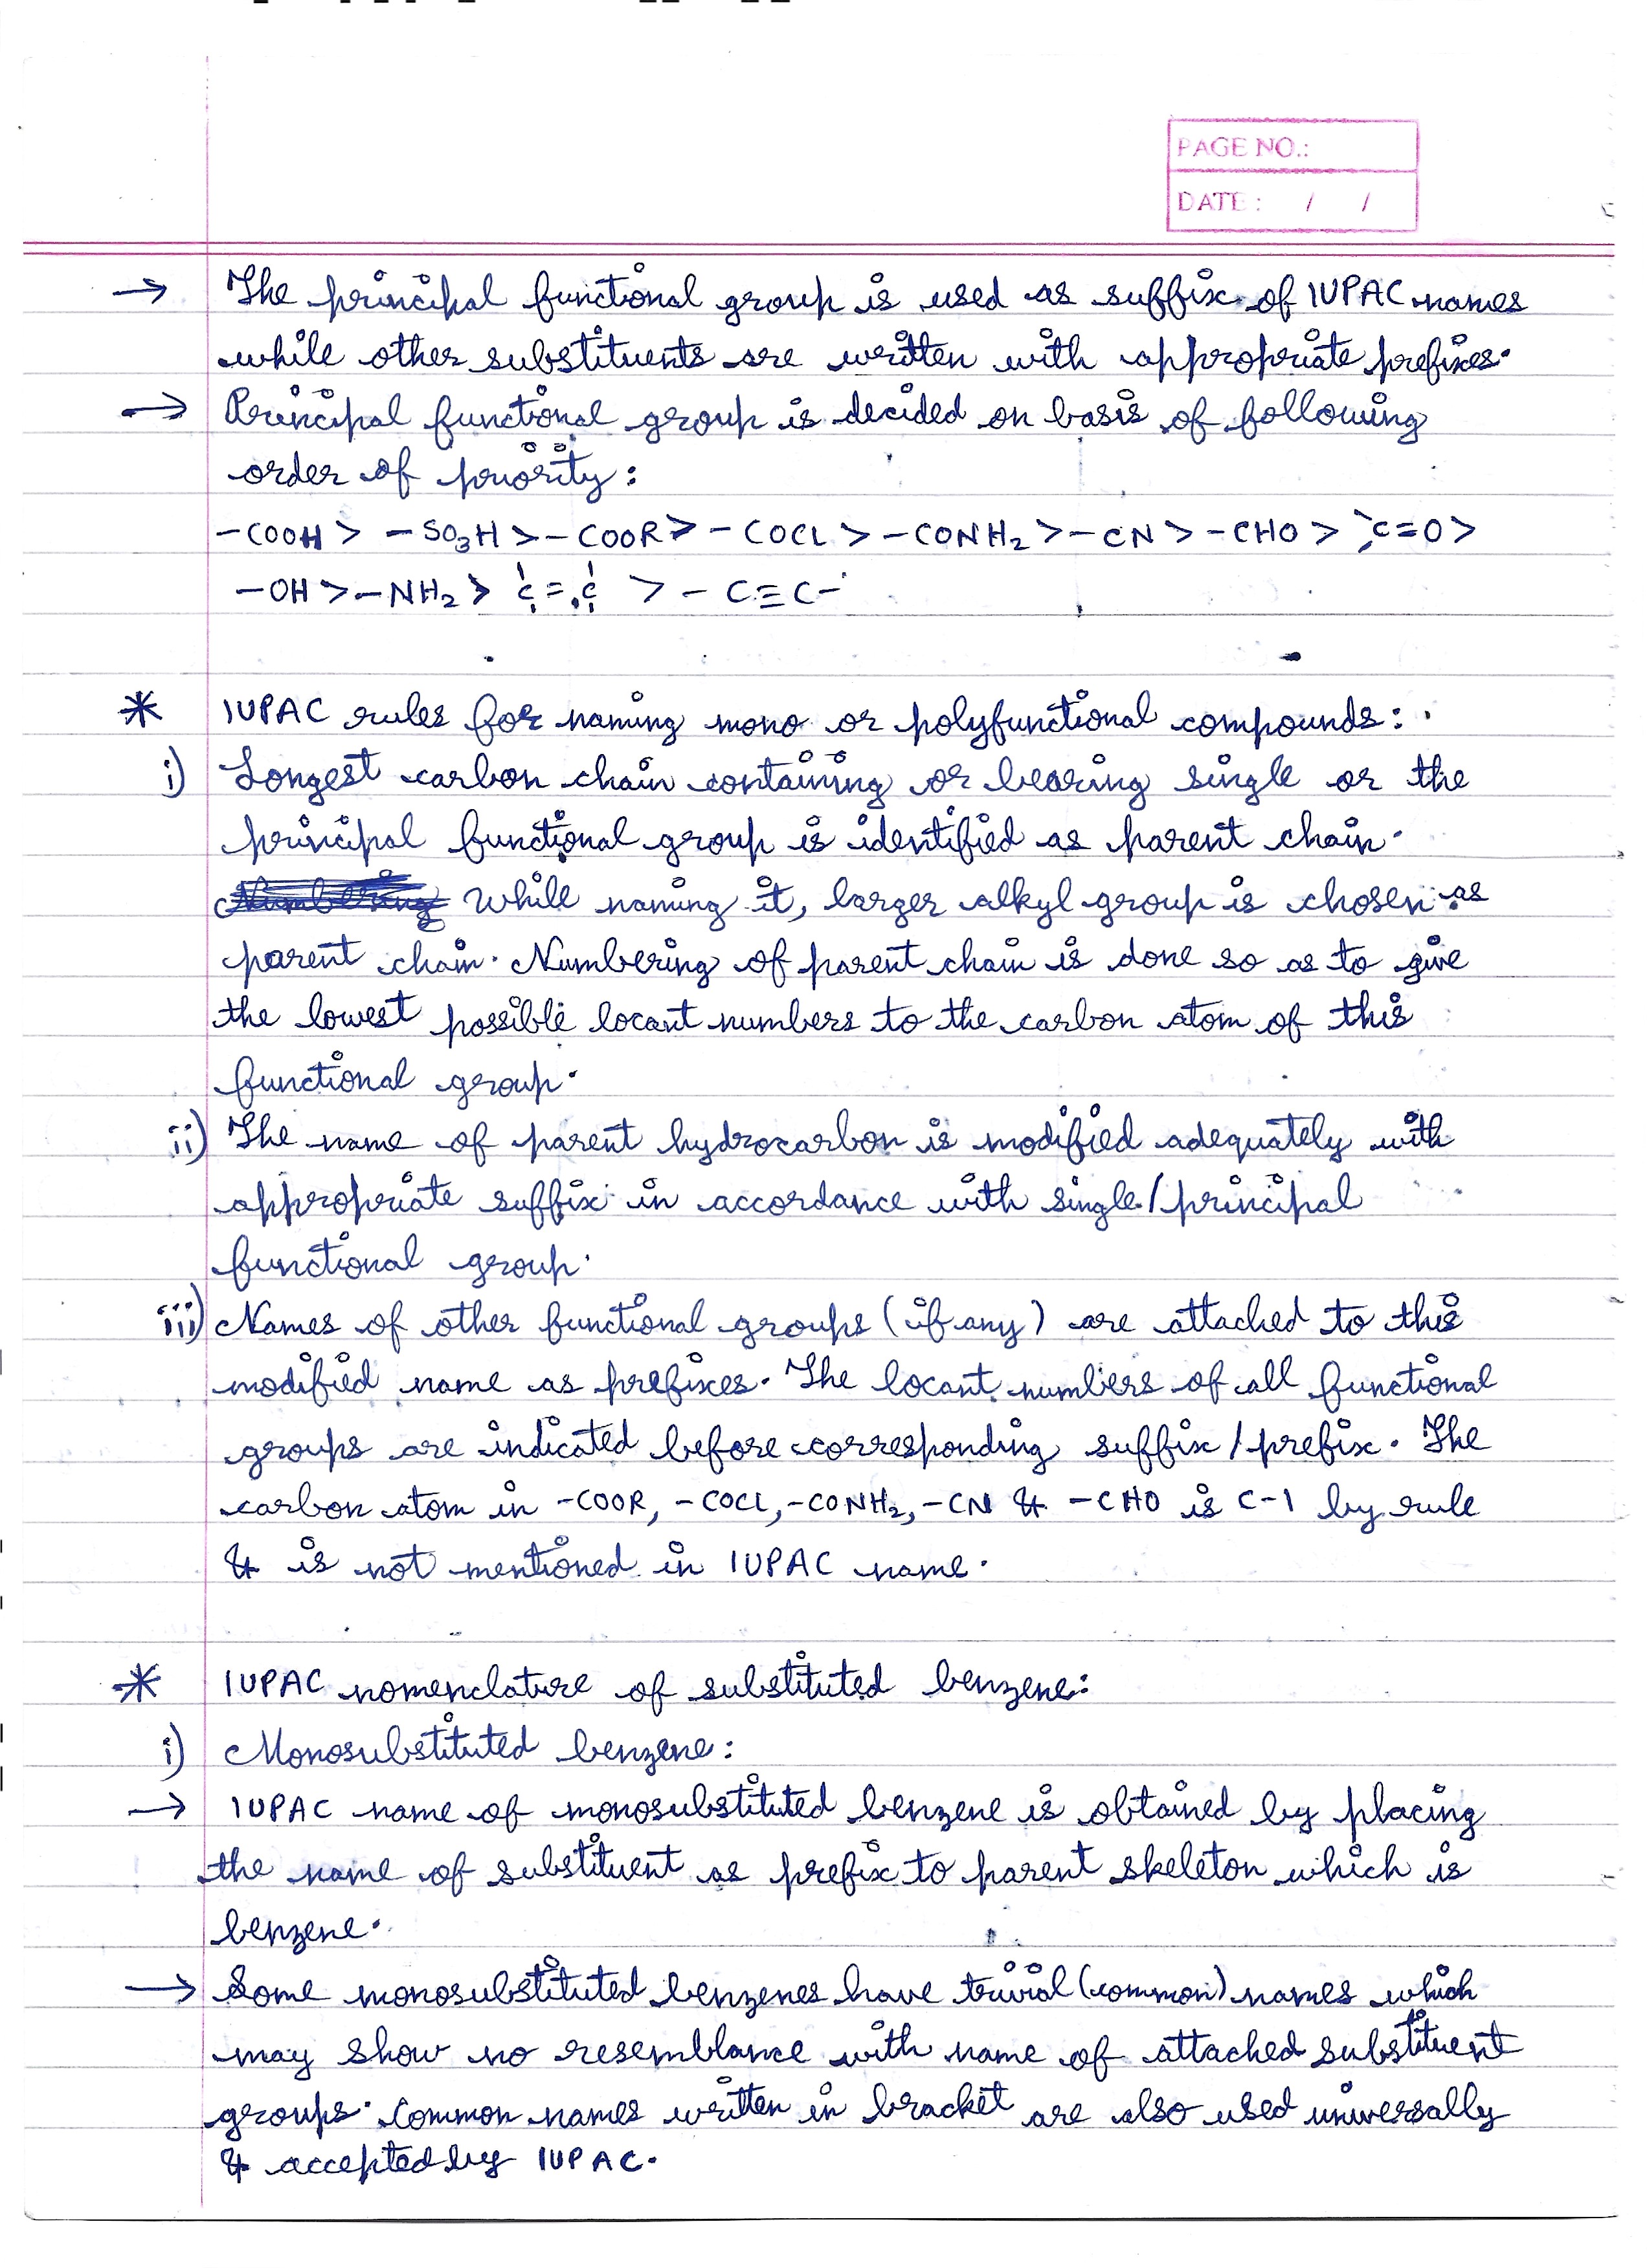 PAGE NO.:
DATE : / /
→ The principal functional group is used as suffix of IUPAC names
while other substituents are written with appropriate prefixes.
→ Principal functional group is decided on basis of following
order of priority:
-COOH > -SO₃H > -COOR > -COCl > -CONH₂ > -CN > -CHO > >C=O >
-OH > -NH₂ > C=C > -C≡C-
* IUPAC rules for naming mono or polyfunctional compounds:
i) Longest carbon chain containing or bearing single or the
principal functional group is identified as parent chain.
While naming it, larger alkyl group is chosen as
parent chain. Numbering of parent chain is done so as to give
the lowest possible locant numbers to the carbon atom of this
functional group.
ii) The name of parent hydrocarbon is modified adequately with
appropriate suffix in accordance with single/principal
functional group.
iii) Names of other functional groups (if any) are attached to this
modified name as prefixes. The locant numbers of all functional
groups are indicated before corresponding suffix/prefix. The
carbon atom in -COOR, -COCl, -CONH₂, -CN & -CHO is C-1 by rule
& is not mentioned in IUPAC name.
* IUPAC nomenclature of substituted benzene:
i) Monosubstituted benzene:
→ IUPAC name of monosubstituted benzene is obtained by placing
the name of substituent as prefix to parent skeleton which is
benzene.
→ Some monosubstituted benzenes have trivial (common) names which
may show no resemblance with name of attached substituent
groups. Common names written in bracket are also used universally
& accepted by IUPAC.